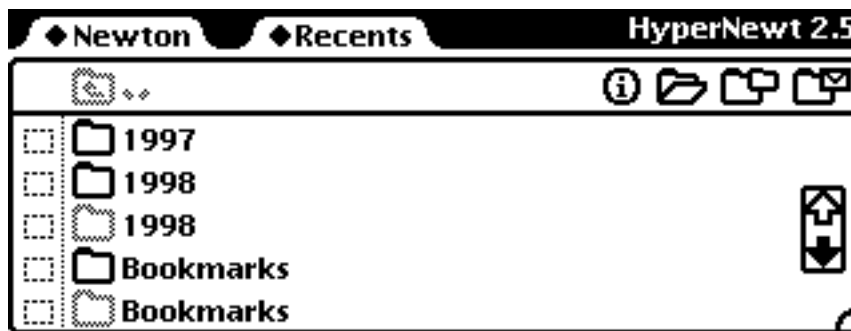 ◆Newton ◆Recents HyperNewt 2.5
..
1997
1998
1998
Bookmarks
Bookmarks